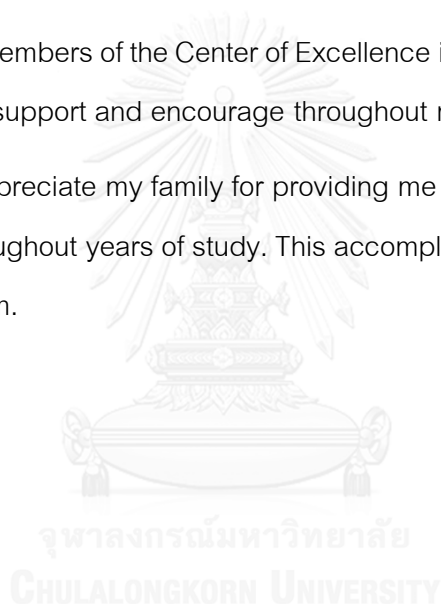 embers of the Center of Excellence i
support and encourage throughout
preciate my family for providing me
ughout years of study. This accompl
จุฬาลงกรณ์มหาวิทยาลัย
CHULALONGKORN UNIVERSITY